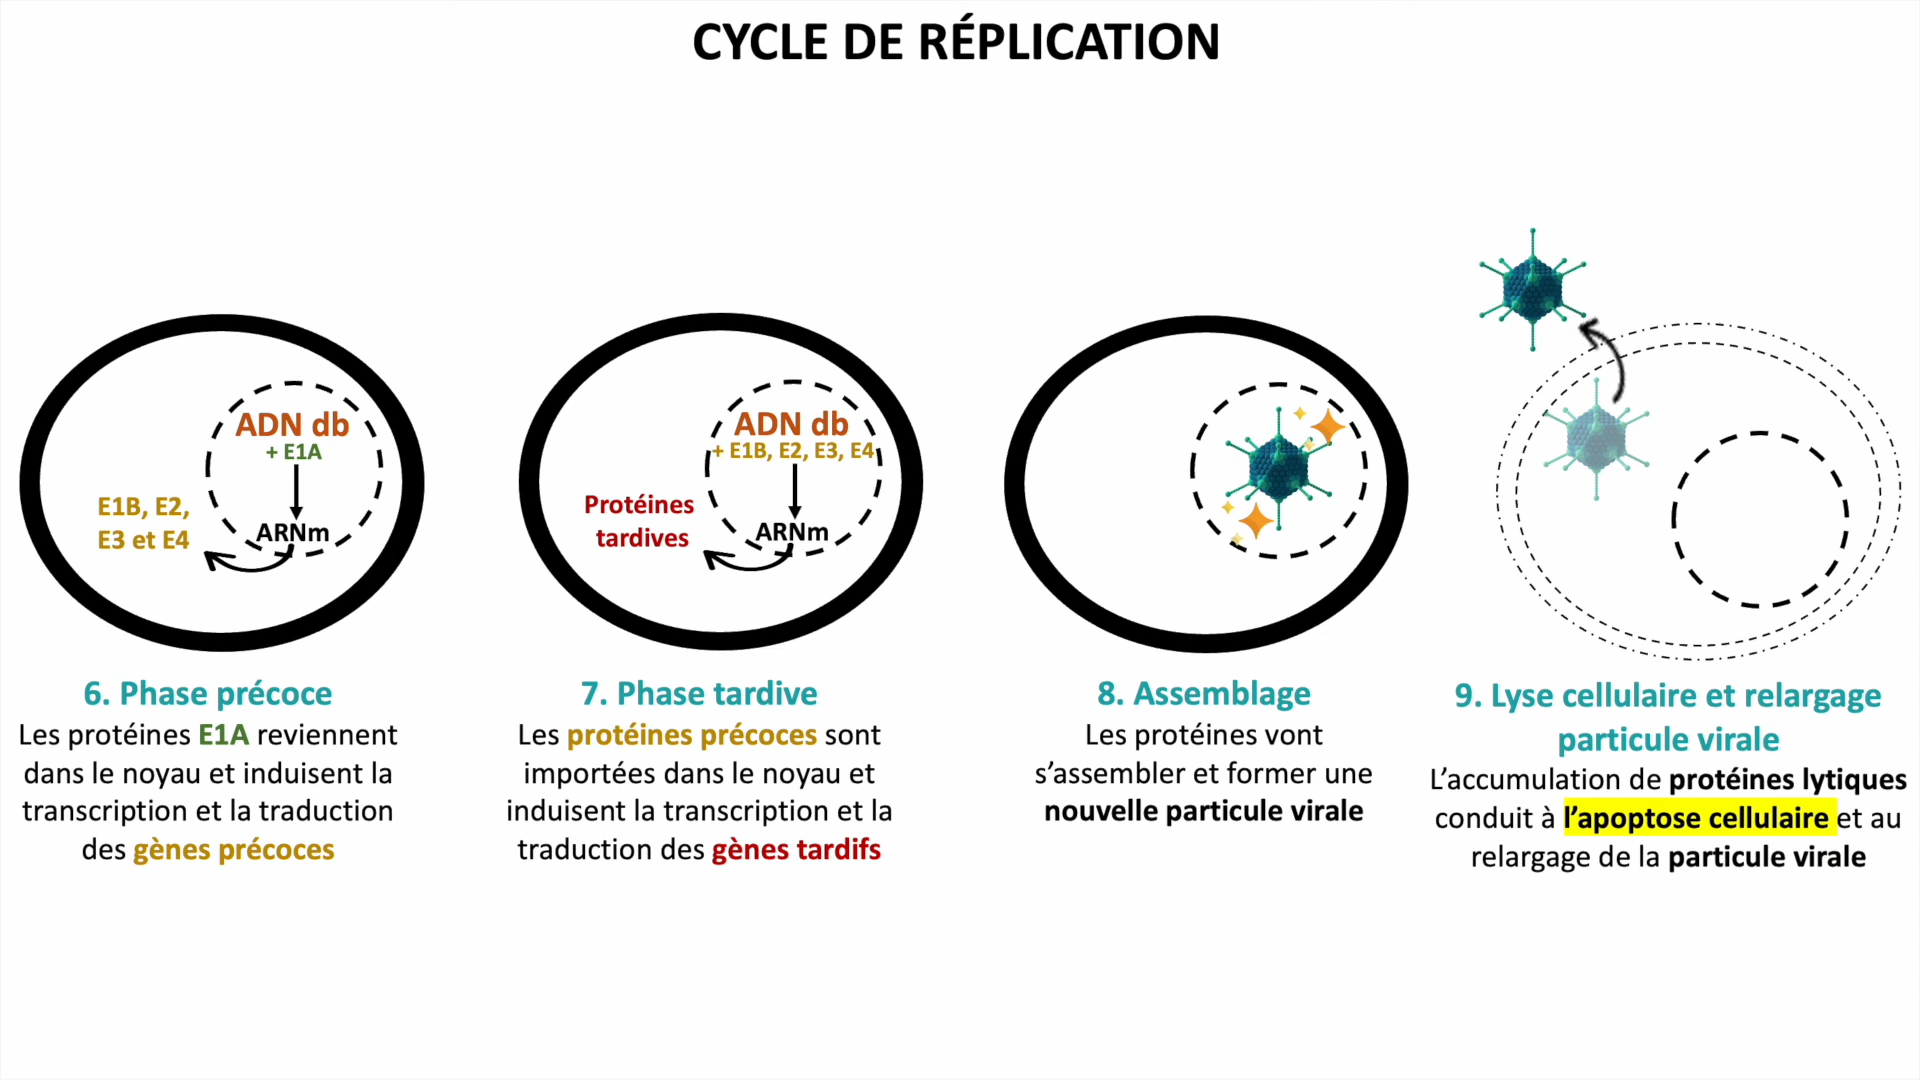 CYCLE DE RÉPLICATION
ADN db
+ E1A
E1B, E2,
E3 et E4
ARNm
6. Phase précoce
Les protéines E1A reviennent
dans le noyau et induisent la
transcription et la traduction
des gènes précoces
ADN db
+ E1B, E2, E3, E4
Protéines
tardives
ARNm
7. Phase tardive
Les protéines précoces sont
importées dans le noyau et
induisent la transcription et la
traduction des gènes tardifs
8. Assemblage
Les protéines vont
s'assembler et former une
nouvelle particule virale
9. Lyse cellulaire et relargage
particule virale
L'accumulation de protéines lytiques
conduit à l'apoptose cellulaire et au
relargage de la particule virale